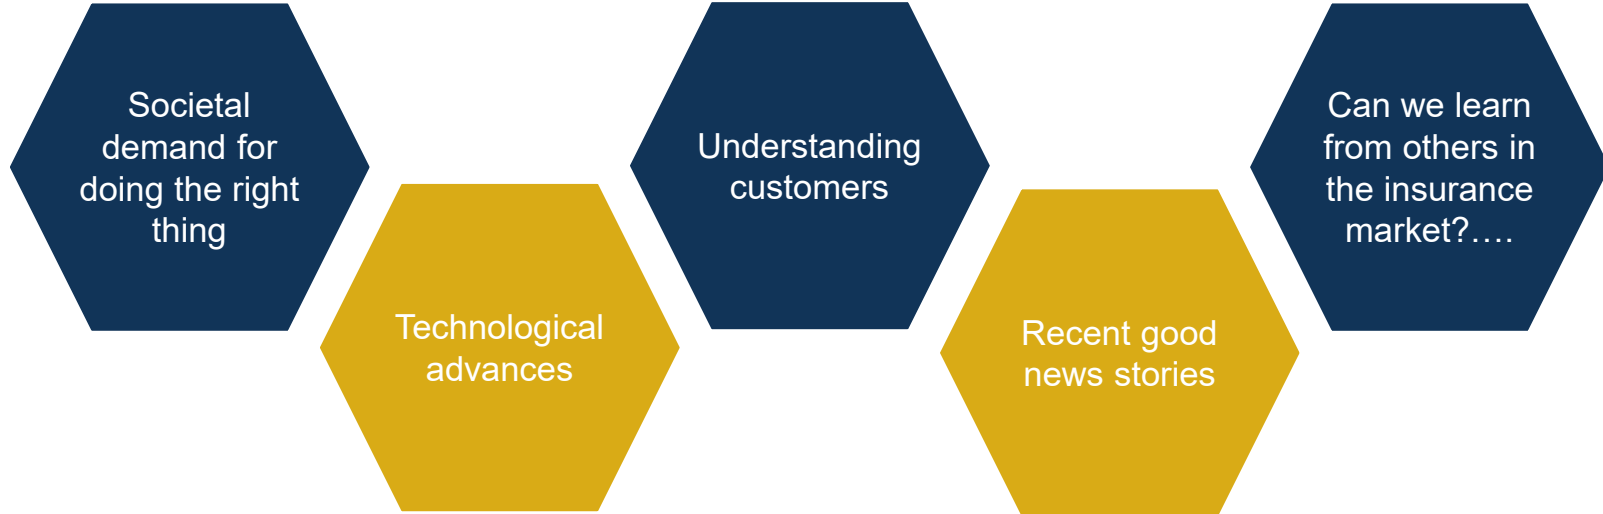 Societal
demand for
doing the right
thing
Technological
advances
Understanding
customers
Recent good
news stories
Can we learn
from others in
the insurance
market?....